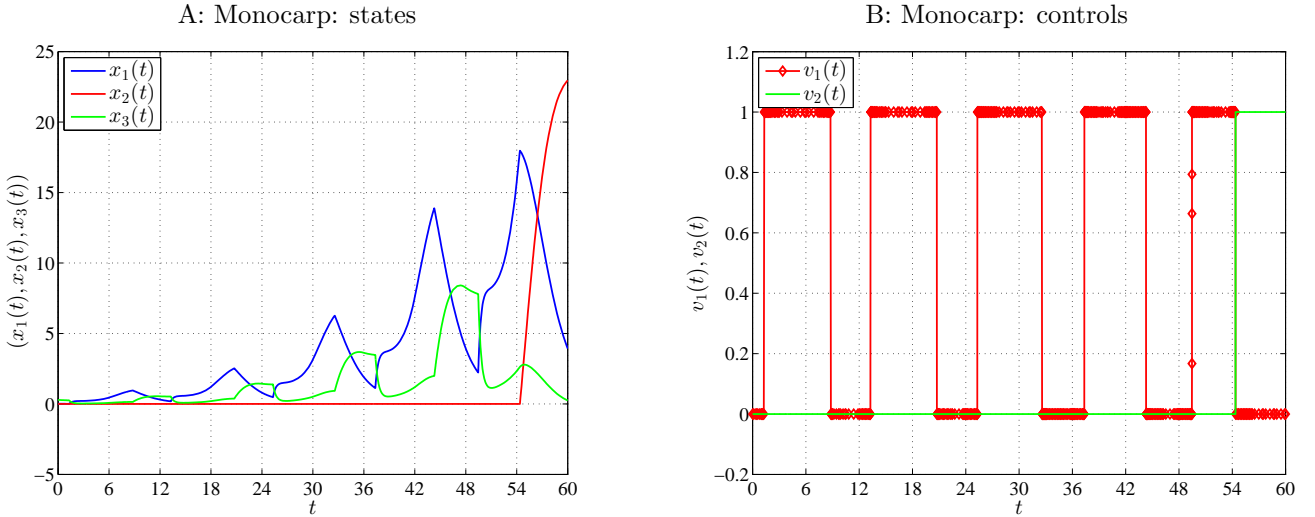 A: Monocarp: states
25
20
15
10
5
0
−5
0 6 12 18 24 30 36 42 48 54 60
t
(x₁(t), x₂(t), x₃(t))
x₁(t)
x₂(t)
x₃(t)
B: Monocarp: controls
1.2
1
0.8
0.6
0.4
0.2
0
−0.2
0 6 12 18 24 30 36 42 48 54 60
t
v₁(t), v₂(t)
v₁(t)
v₂(t)